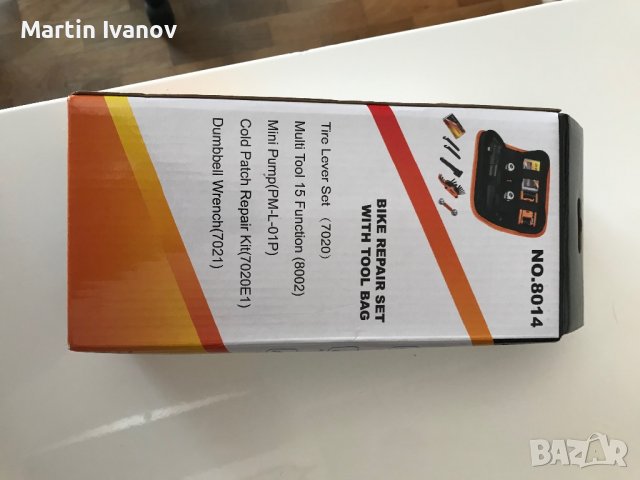 Martin Ivanov
NO.8014
BIKE REPAIR SET
WITH TOOL BAG
Tire Lever Set (7020)
Multi Tool 15 Function (8002)
Mini Pump(PM-L-01P)
Cold Patch Repair Kit(7020E1)
Dumbbell Wrench(7021)
BAZAR